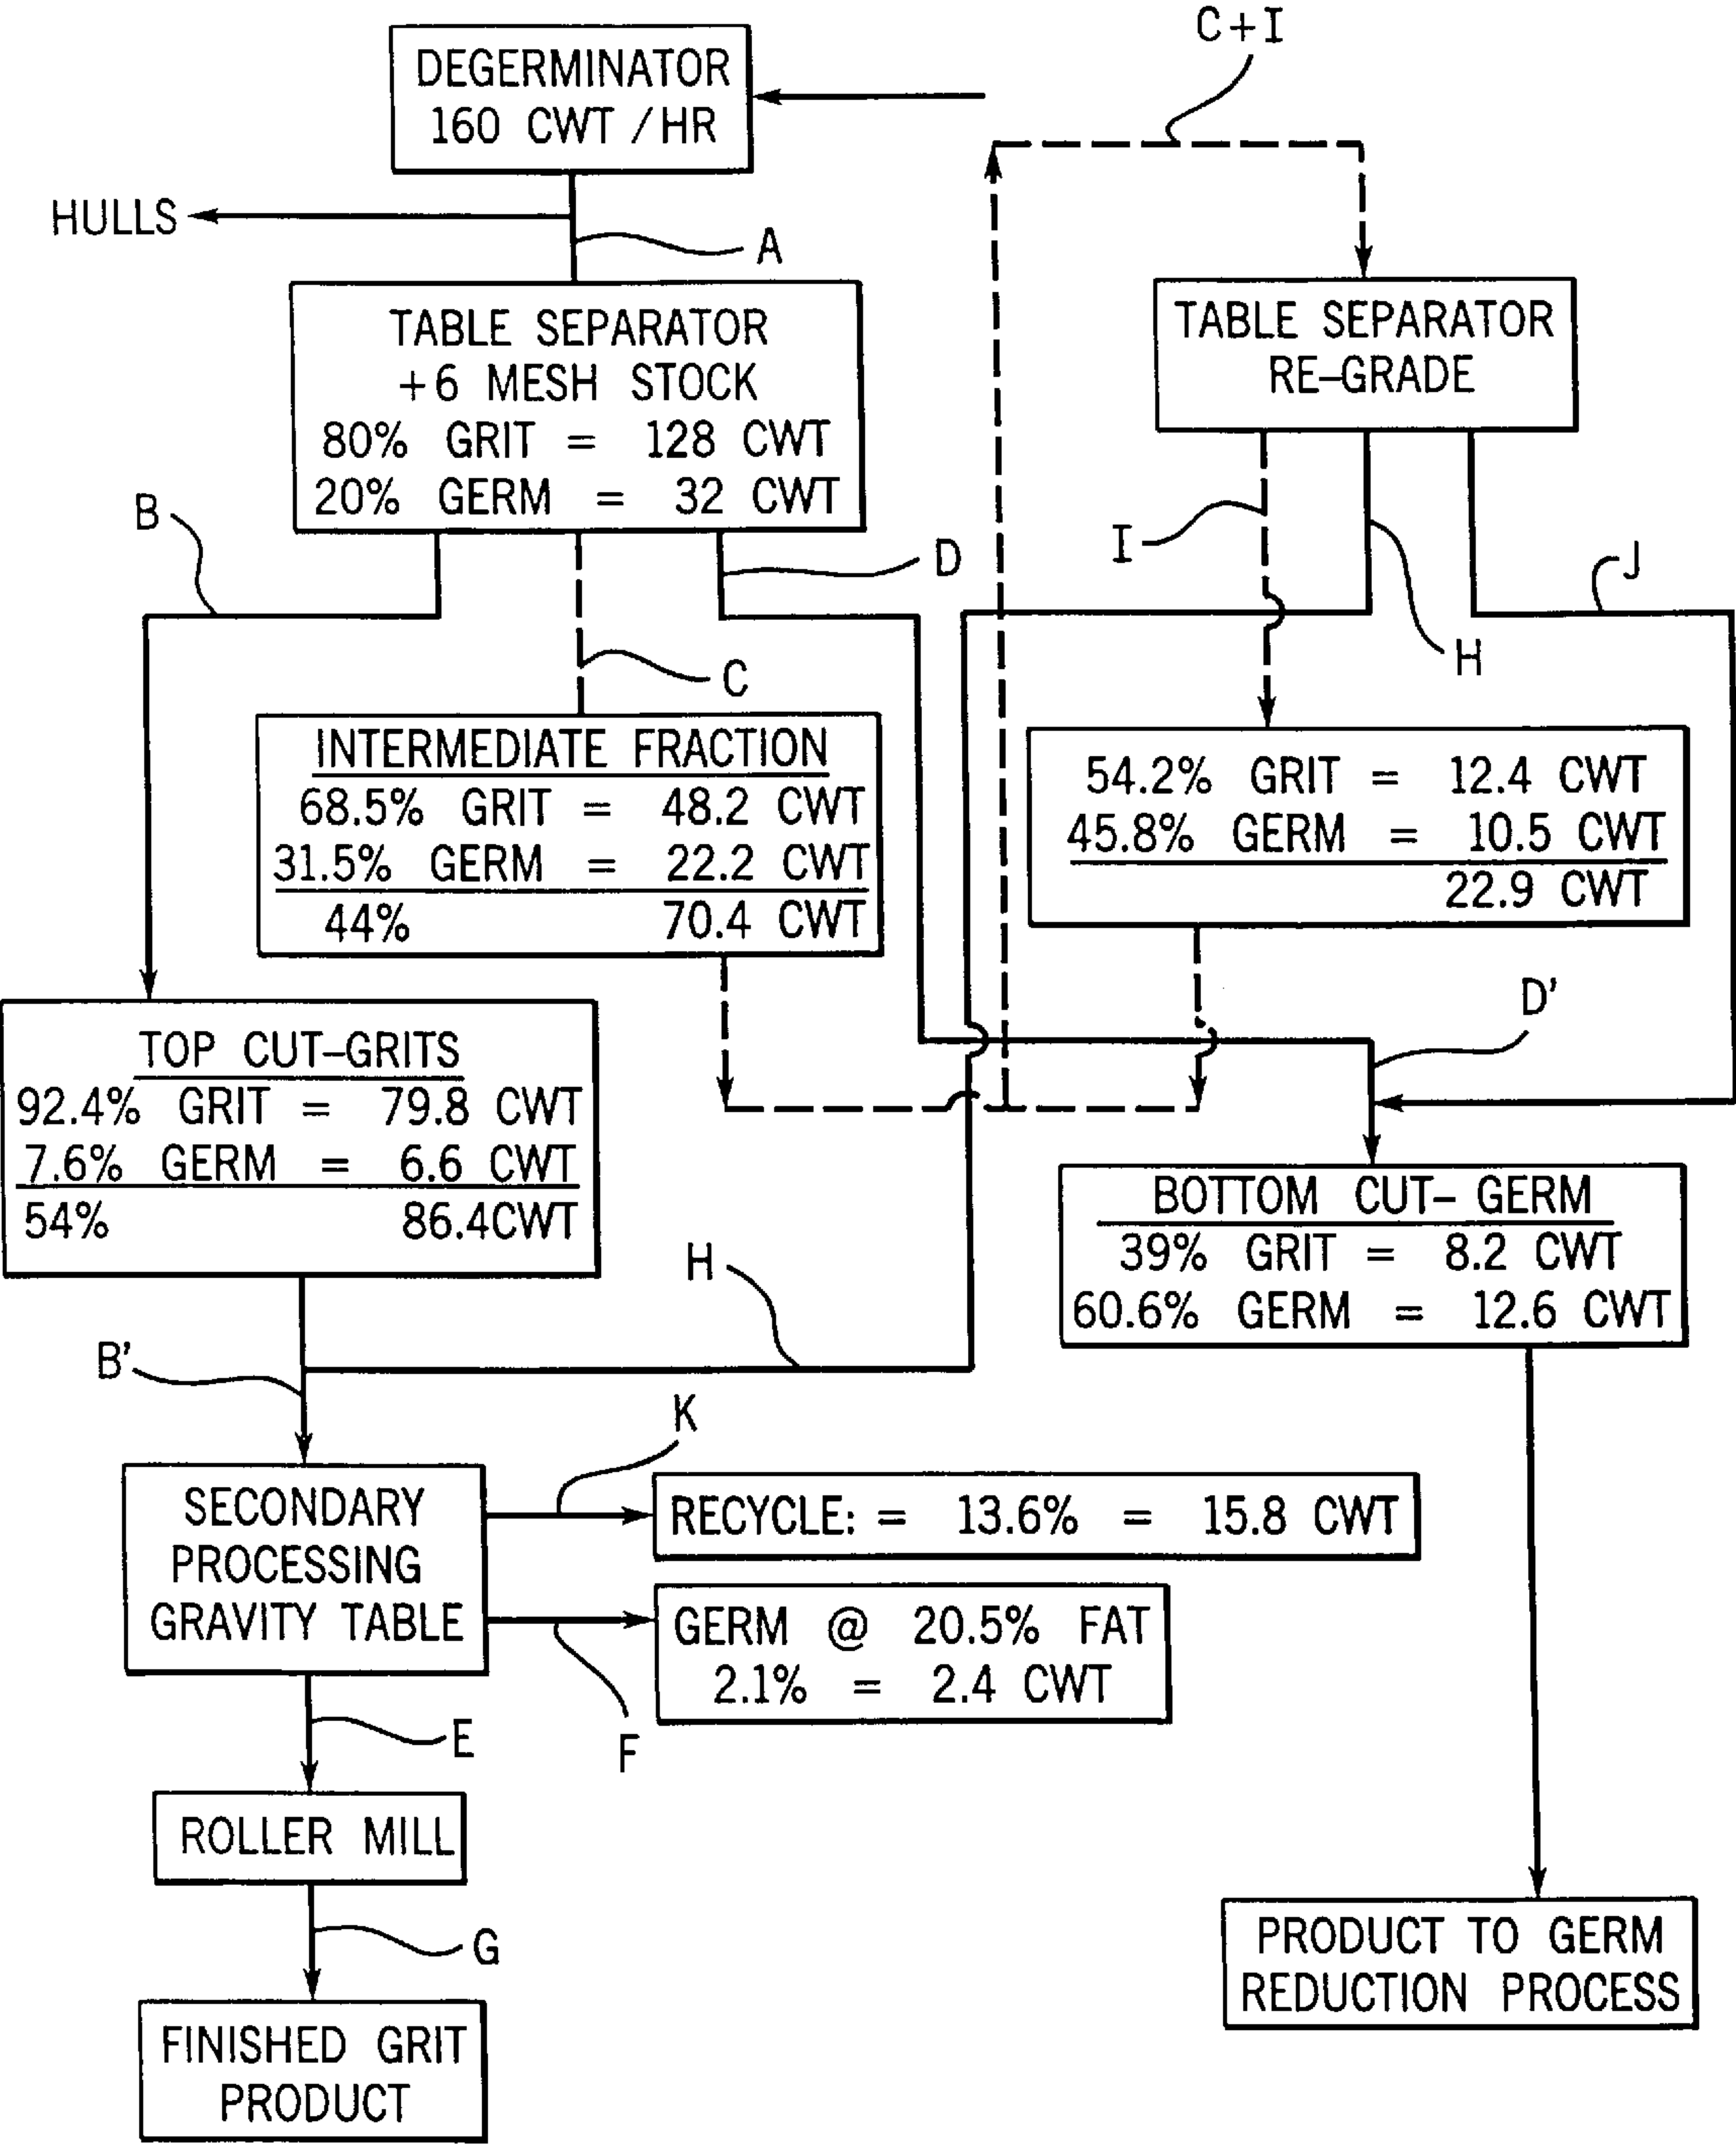 C+I
DEGERMINATOR
160 CWT /HR
HULLS
A
TABLE SEPARATOR
+6 MESH STOCK
80% GRIT = 128 CWT
20% GERM = 32 CWT
TABLE SEPARATOR
RE-GRADE
B
D
I
J
H
C
INTERMEDIATE FRACTION
68.5% GRIT = 48.2 CWT
31.5% GERM = 22.2 CWT
44% 70.4 CWT
54.2% GRIT = 12.4 CWT
45.8% GERM = 10.5 CWT
22.9 CWT
D'
TOP CUT-GRITS
92.4% GRIT = 79.8 CWT
7.6% GERM = 6.6 CWT
54% 86.4CWT
BOTTOM CUT- GERM
39% GRIT = 8.2 CWT
60.6% GERM = 12.6 CWT
H
B'
K
SECONDARY
PROCESSING
GRAVITY TABLE
RECYCLE: = 13.6% = 15.8 CWT
GERM @ 20.5% FAT
2.1% = 2.4 CWT
E
F
ROLLER MILL
G
FINISHED GRIT
PRODUCT
PRODUCT TO GERM
REDUCTION PROCESS